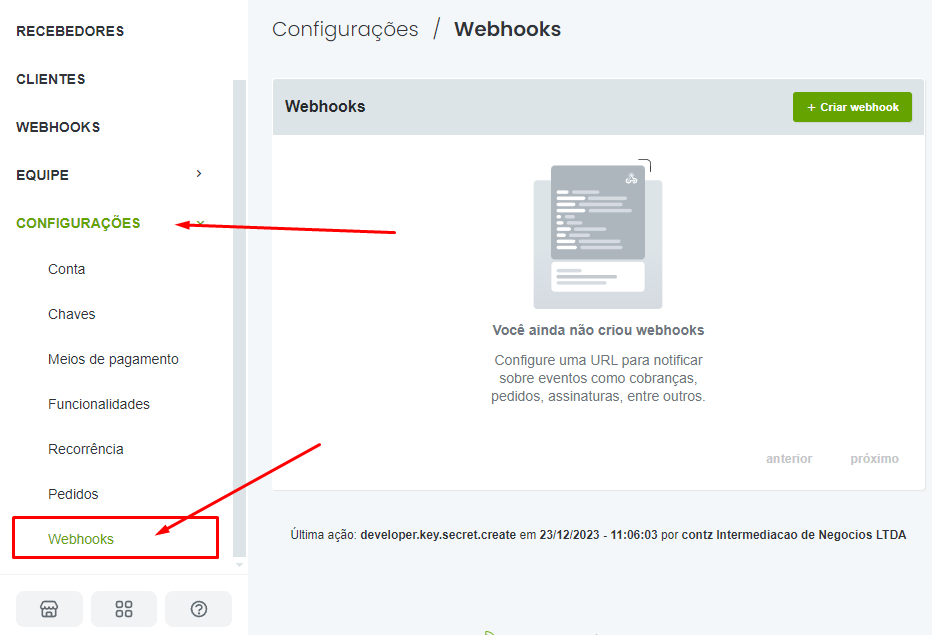 RECEBEDORES
CLIENTES
WEBHOOKS
EQUIPE
CONFIGURAÇÕES
Conta
Chaves
Meios de pagamento
Funcionalidades
Recorrência
Pedidos
Webhooks
Configurações / Webhooks
Webhooks
+ Criar webhook
Você ainda não criou webhooks
Configure uma URL para notificar
sobre eventos como cobranças,
pedidos, assinaturas, entre outros.
anterior próximo
Última ação: developer.key.secret.create em 23/12/2023 - 11:06:03 por contz Intermediacao de Negocios LTDA